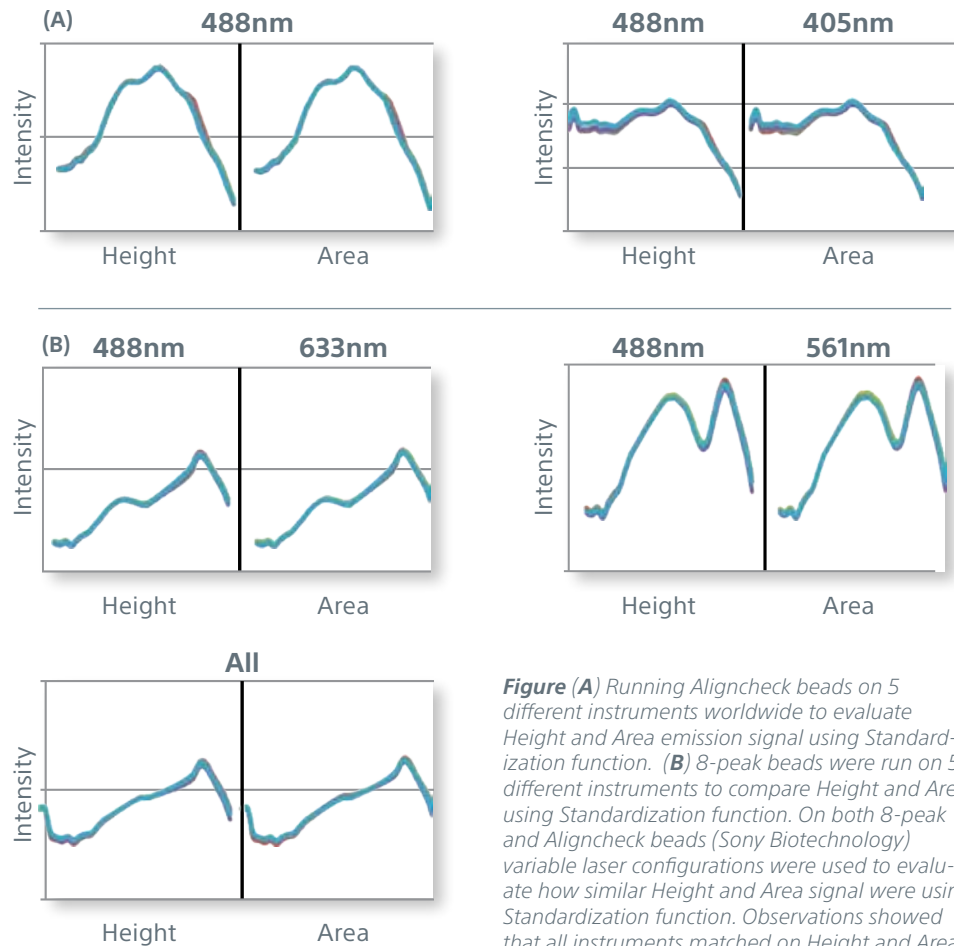 (A)
488nm
Intensity
Height Area
488nm 405nm
Intensity
Height Area
(B) 488nm 633nm
Intensity
Height Area
488nm 561nm
Intensity
Height Area
All
Intensity
Height Area
Figure (A) Running Aligncheck beads on 5
different instruments worldwide to evaluate
Height and Area emission signal using Standard-
ization function. (B) 8-peak beads were run on 5
different instruments to compare Height and Are
using Standardization function. On both 8-peak
and Aligncheck beads (Sony Biotechnology)
variable laser configurations were used to evalu-
ate how similar Height and Area signal were usin
Standardization function. Observations showed
that all instruments matched on Height and Area